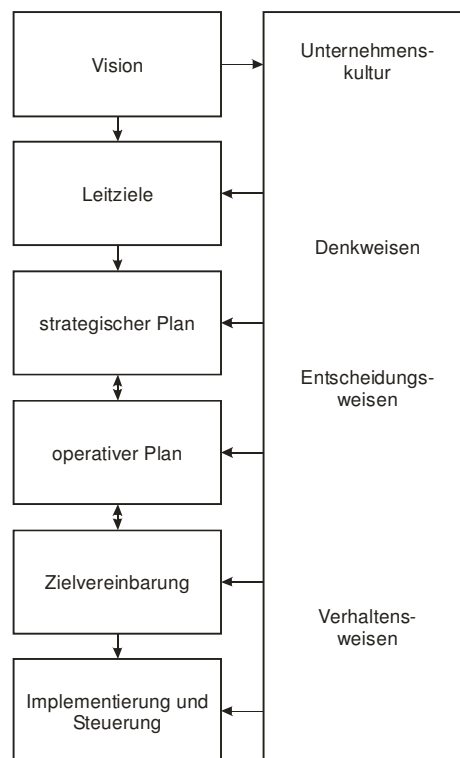 Vision
Leitziele
strategischer Plan
operativer Plan
Zielvereinbarung
Implementierung und
Steuerung
Unternehmens-
kultur
Denkweisen
Entscheidungs-
weisen
Verhaltens-
weisen